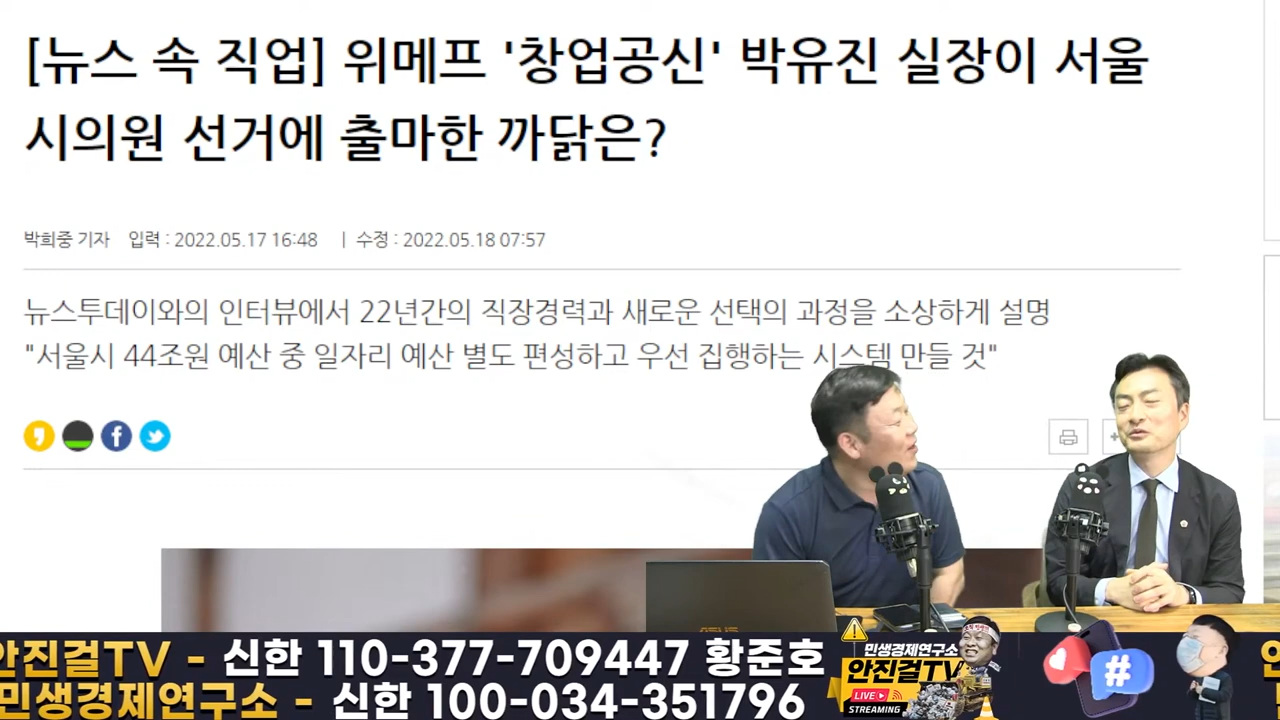 [뉴스 속 직업] 위메프 '창업공신' 박유진 실장이 서울
시의원 선거에 출마한 까닭은?
박희중 기자 입력 : 2022.05.17 16:48 | 수정 : 2022.05.18 07:57
뉴스투데이와의 인터뷰에서 22년간의 직장경력과 새로운 선택의 과정을 소상하게 설명
"서울시 44조원 예산 중 일자리 예산 별도 편성하고 우선 집행하는 시스템 만들 것"
안진걸TV - 신한 110-377-709447 황준호
민생경제연구소 - 신한 100-034-351796
민생경제연구소
안진걸TV
LIVE
STREAMING
#